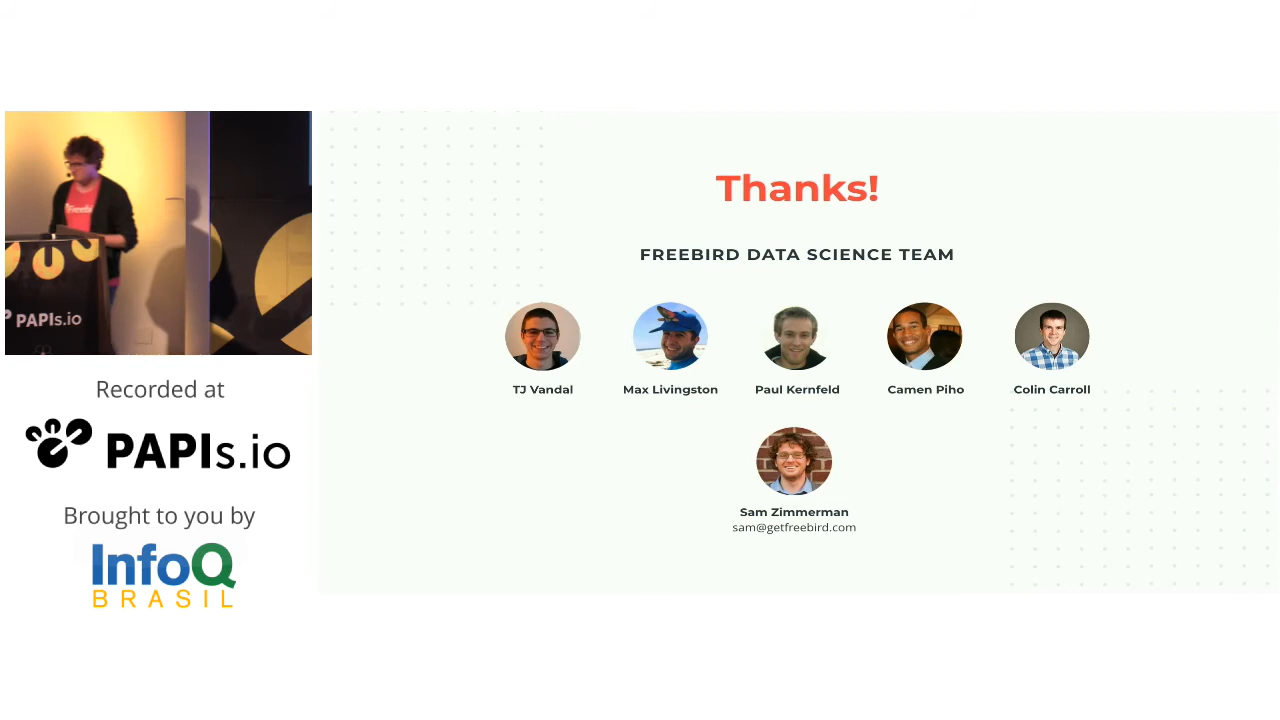 Freebird
PAPIs.io
Recorded at
PAPIs.io
Brought to you by
InfoQ
BRASIL
Thanks!
FREEBIRD DATA SCIENCE TEAM
TJ Vandal
Max Livingston
Paul Kernfeld
Camen Piho
Colin Carroll
Sam Zimmerman
sam@getfreebird.com